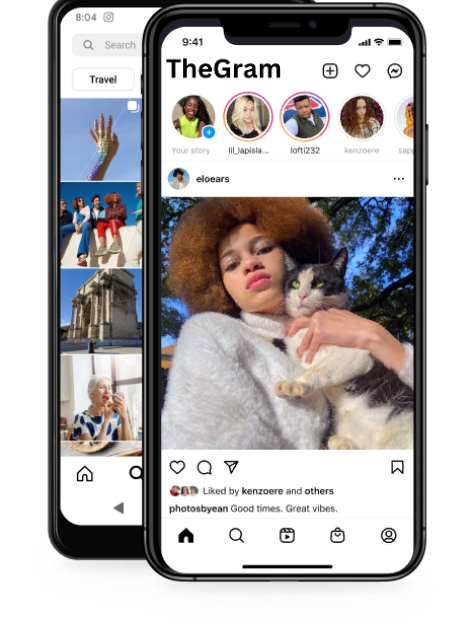 8:04
Search
Travel
9:41
TheGram
Your story
lil_lapisla...
lofti232
kenzoere
sapp
eloears
...
Liked by kenzoere and others
photosbyean Good times. Great vibes.